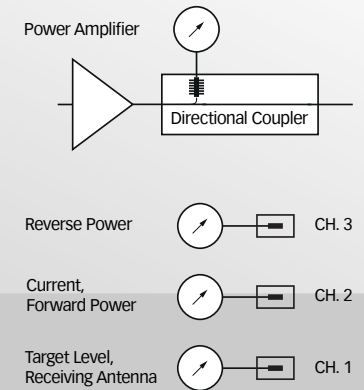 Power Amplifier
Directional Coupler
Reverse Power
CH. 3
Current,
Forward Power
CH. 2
Target Level,
Receiving Antenna
CH. 1